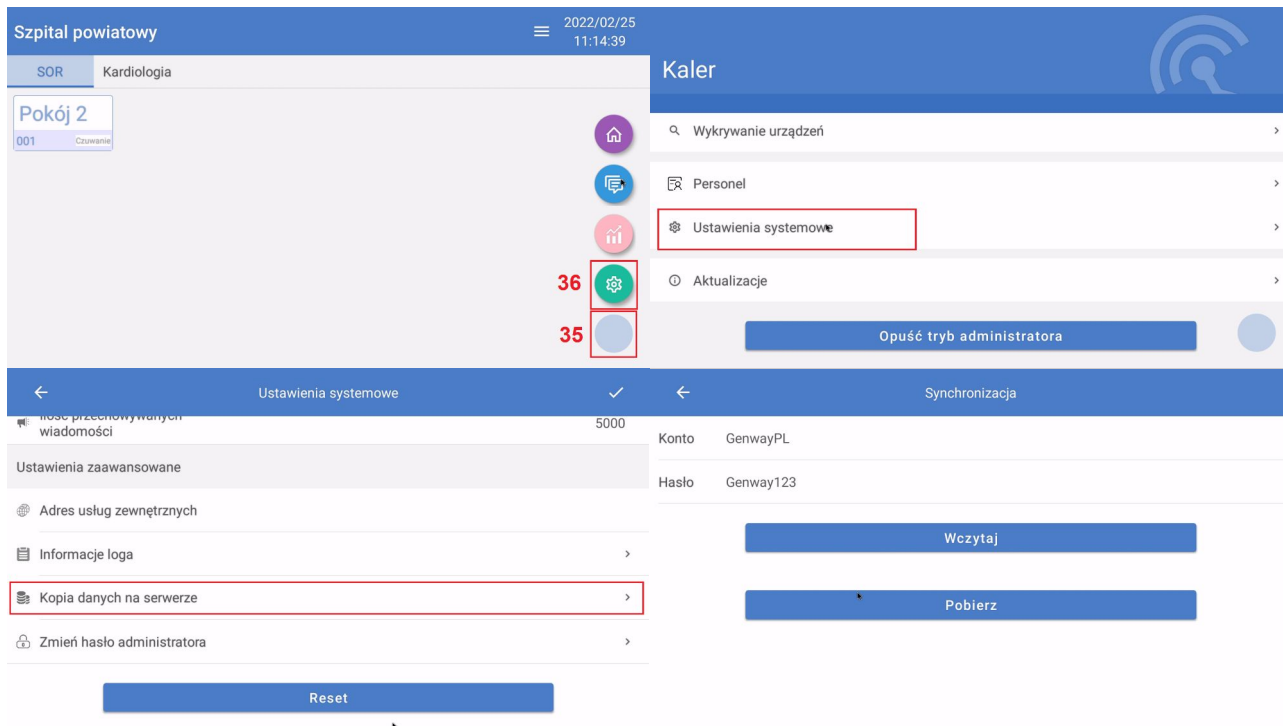 Szpital powiatowy
2022/02/25
11:14:39
SOR Kardiologia
Pokój 2
001 Czuwanie
36
35
Kaler
Wykrywanie urządzeń
Personel
Ustawienia systemowe
Aktualizacje
Opuść tryb administratora
Ustawienia systemowe
Ilość przechowywanych
wiadomości 5000
Ustawienia zaawansowane
Adres usług zewnętrznych
Informacje loga
Kopia danych na serwerze
Zmień hasło administratora
Reset
Synchronizacja
Konto GenwayPL
Hasło Genway123
Wczytaj
Pobierz